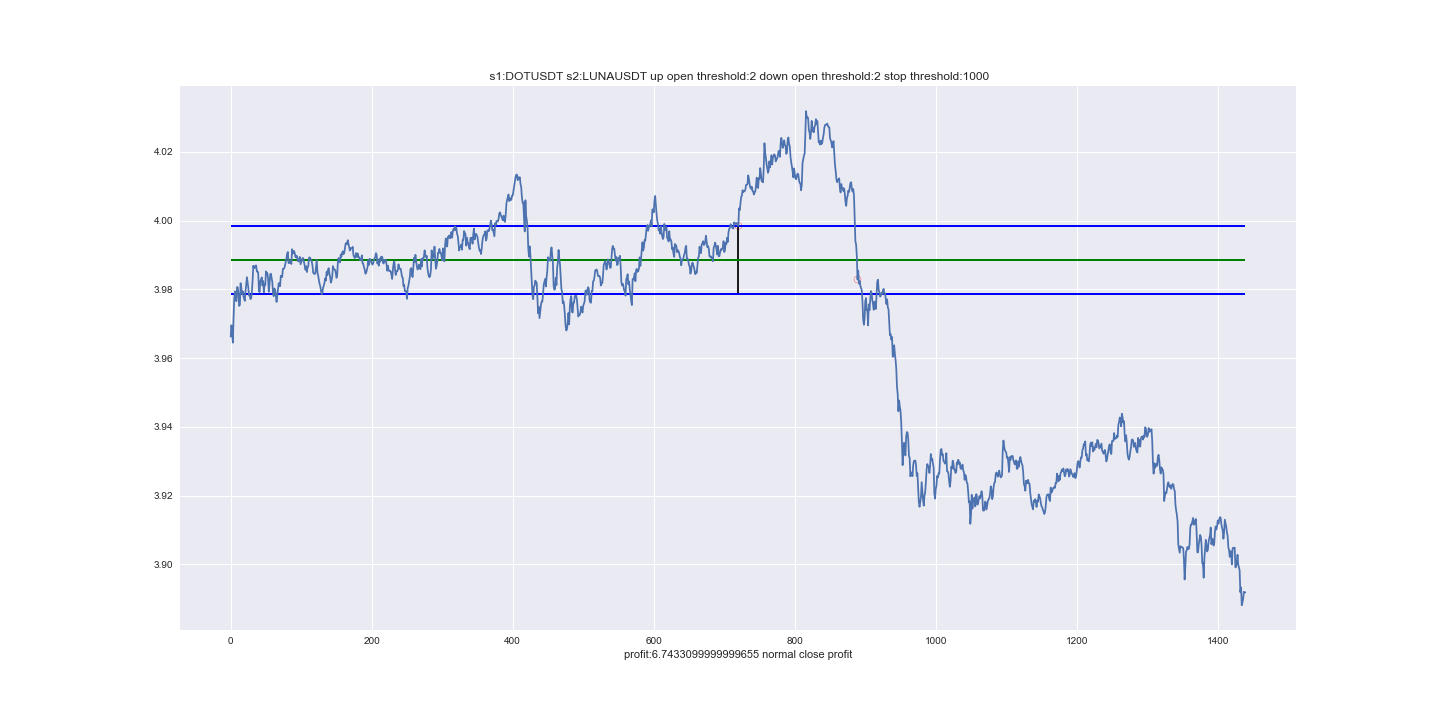 s1:DOTUSDT s2:LUNAUSDT up open threshold:2 down open threshold:2 stop threshold:1000
4.02
4.00
3.98
3.96
3.94
3.92
3.90
0 200 400 600 800 1000 1200 1400
profit:6.7433099999999655 normal close profit